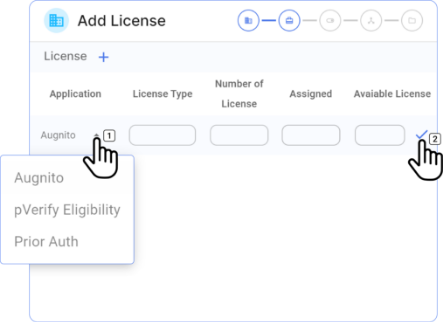 Add License
License +
Application License Type Number of License Assigned Avaiable License
Augnito 1 2
Augnito
pVerify Eligibility
Prior Auth